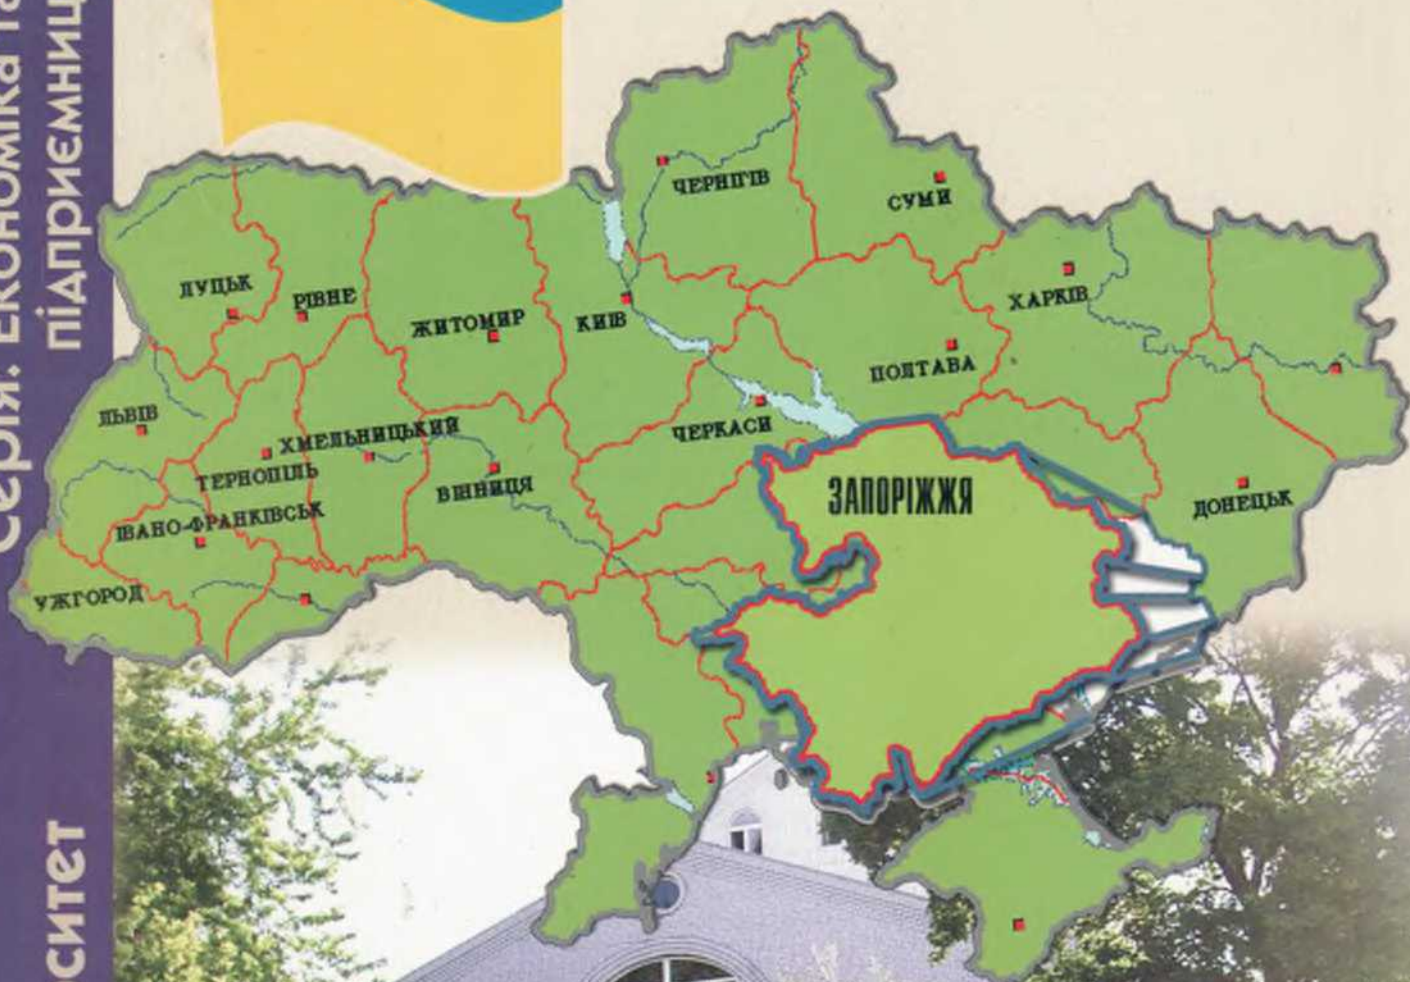 Серія: Економіка та
підприємниц
ситет
ЧЕРНІГІВ
СУМИ
ЛУЦЬК
РІВНЕ
ЖИТОМИР
КИЇВ
ХАРКІВ
ПОЛТАВА
ЛЬВІВ
ХМЕЛЬНИЦЬКИЙ
ЧЕРКАСИ
ТЕРНОПІЛЬ
ВІННИЦЯ
ЗАПОРІЖЖЯ
ДОНЕЦЬК
ІВАНО-ФРАНКІВСЬК
УЖГОРОД